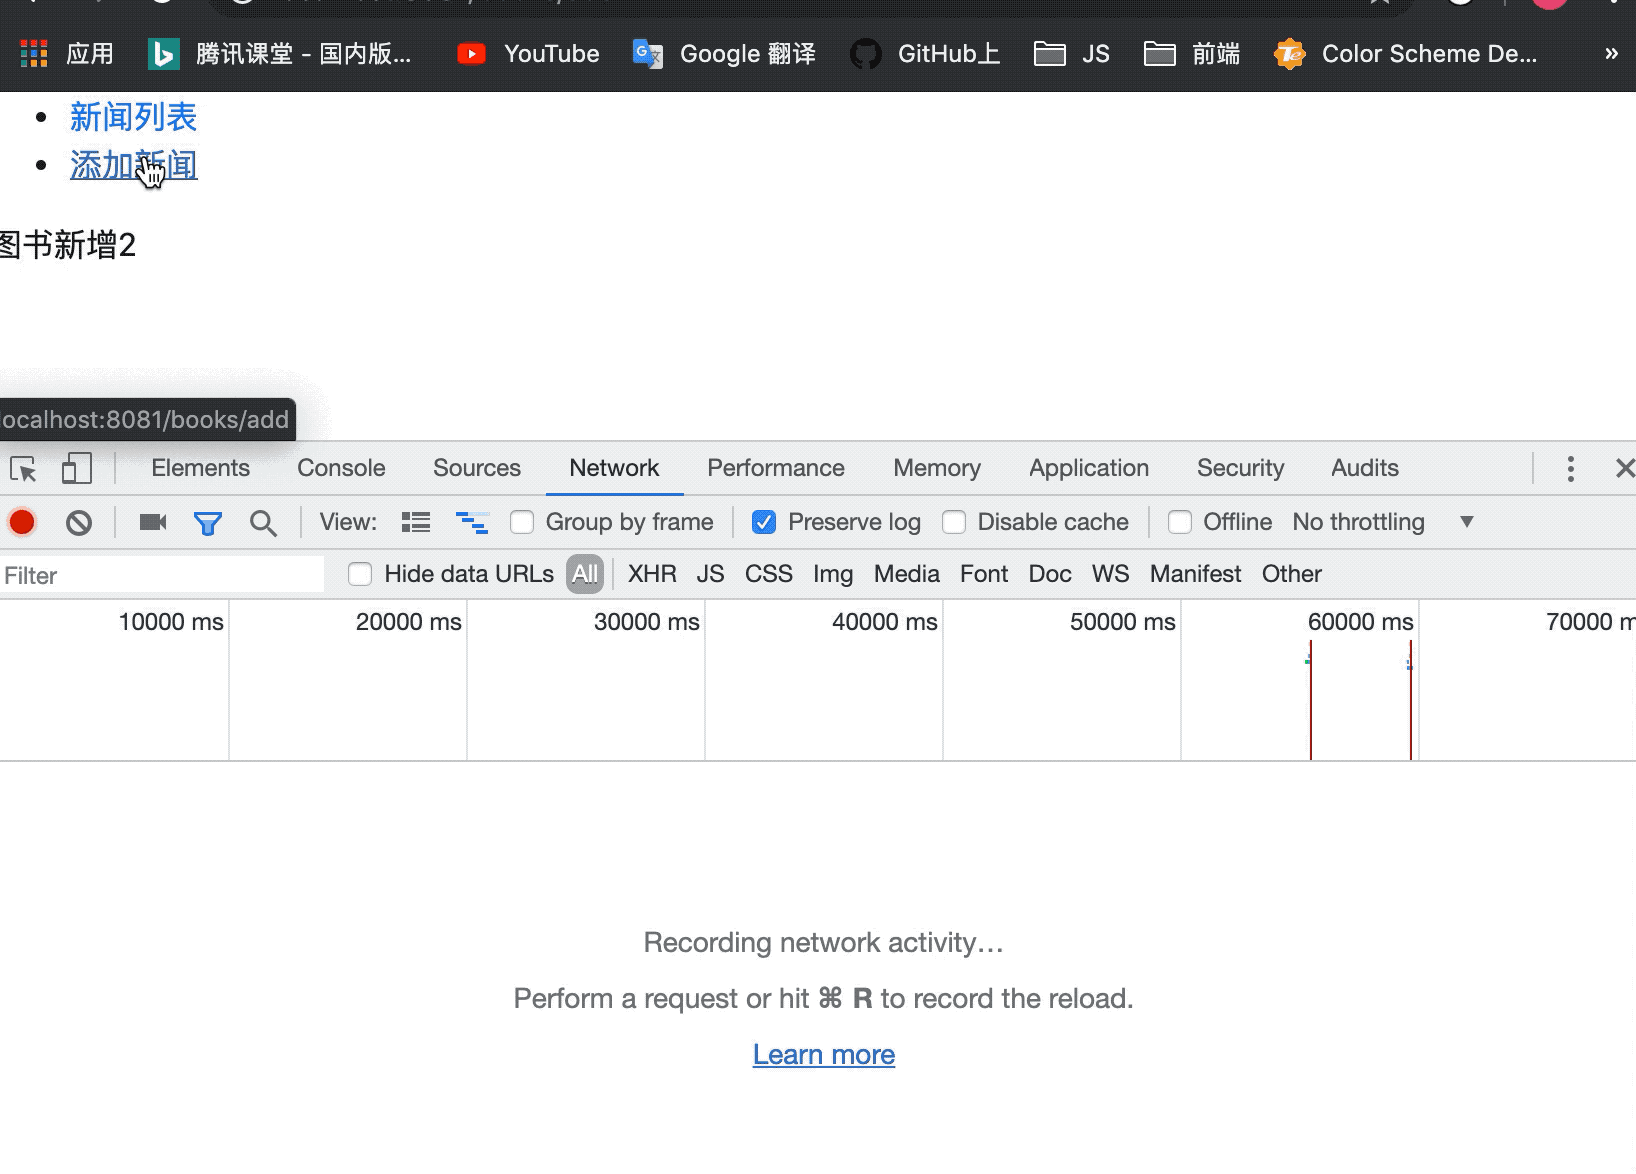 应用 腾讯课堂 - 国内版... YouTube Google 翻译 GitHub上 JS 前端 Color Scheme De... »
新闻列表
添加新闻
图书新增2
localhost:8081/books/add
Elements Console Sources Network Performance Memory Application Security Audits
View: Group by frame Preserve log Disable cache Offline No throttling
Filter Hide data URLs All XHR JS CSS Img Media Font Doc WS Manifest Other
10000 ms 20000 ms 30000 ms 40000 ms 50000 ms 60000 ms 70000 m
Recording network activity…
Perform a request or hit ⌘ R to record the reload.
Learn more